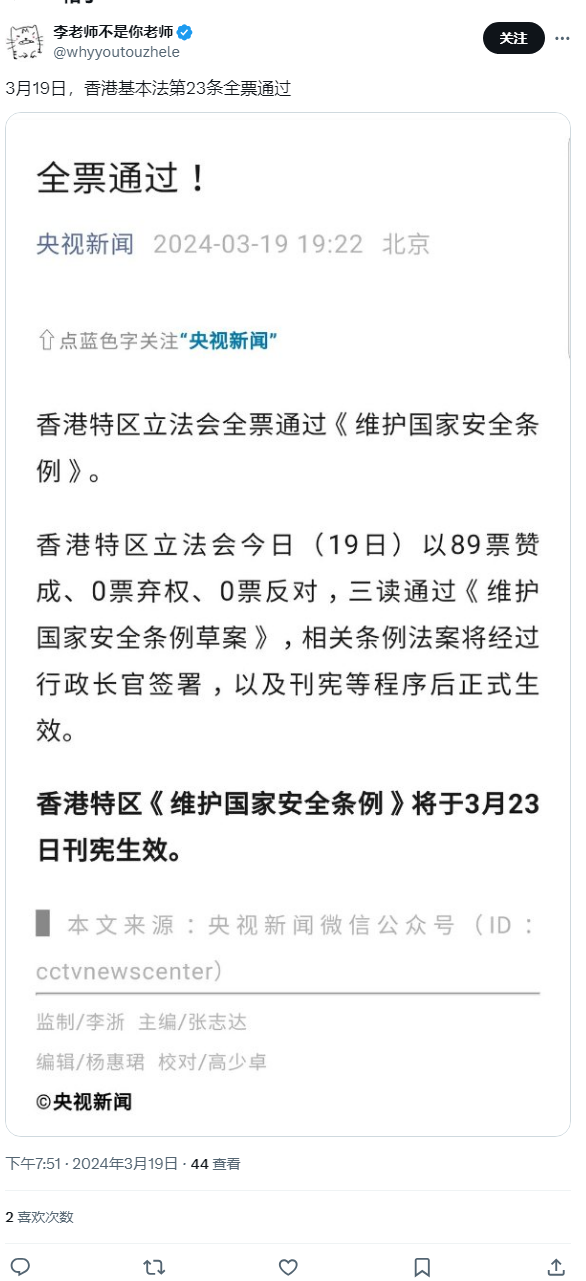 李老师不是你老师
@whyyoutouzhele
关注
3月19日，香港基本法第23条全票通过
全票通过！
央视新闻 2024-03-19 19:22 北京
⇧点蓝色字关注“央视新闻”
香港特区立法会全票通过《维护国家安全条
例》。
香港特区立法会今日（19日）以89票赞
成、0票弃权、0票反对，三读通过《维护
国家安全条例草案》，相关条例法案将经过
行政长官签署，以及刊宪等程序后正式生
效。
香港特区《维护国家安全条例》将于3月23
日刊宪生效。
本文来源：央视新闻微信公众号（ID：
cctvnewscenter）
监制/李浙 主编/张志达
编辑/杨惠珺 校对/高少卓
©央视新闻
下午7:51 · 2024年3月19日 · 44 查看
2 喜欢次数